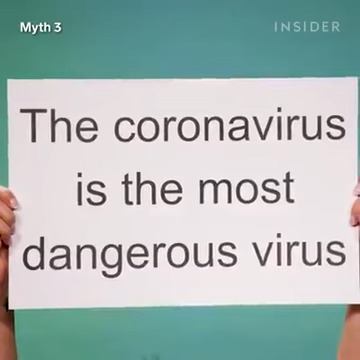 Myth 3
INSIDER
The coronavirus
is the most
dangerous virus